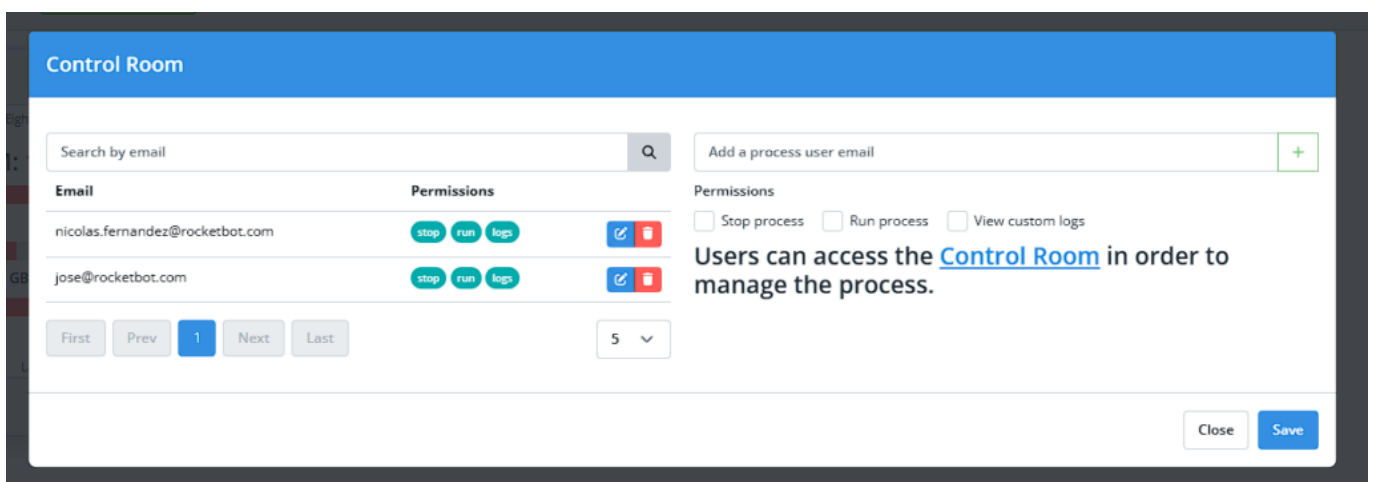 Control Room
Eigh
Search by email
Add a process user email
+
Email Permissions
nicolas.fernandez@rocketbot.com stop run logs
jose@rocketbot.com stop run logs
First Prev 1 Next Last
5
Permissions
Stop process Run process View custom logs
Users can access the Control Room in order to
manage the process.
GB
Close Save